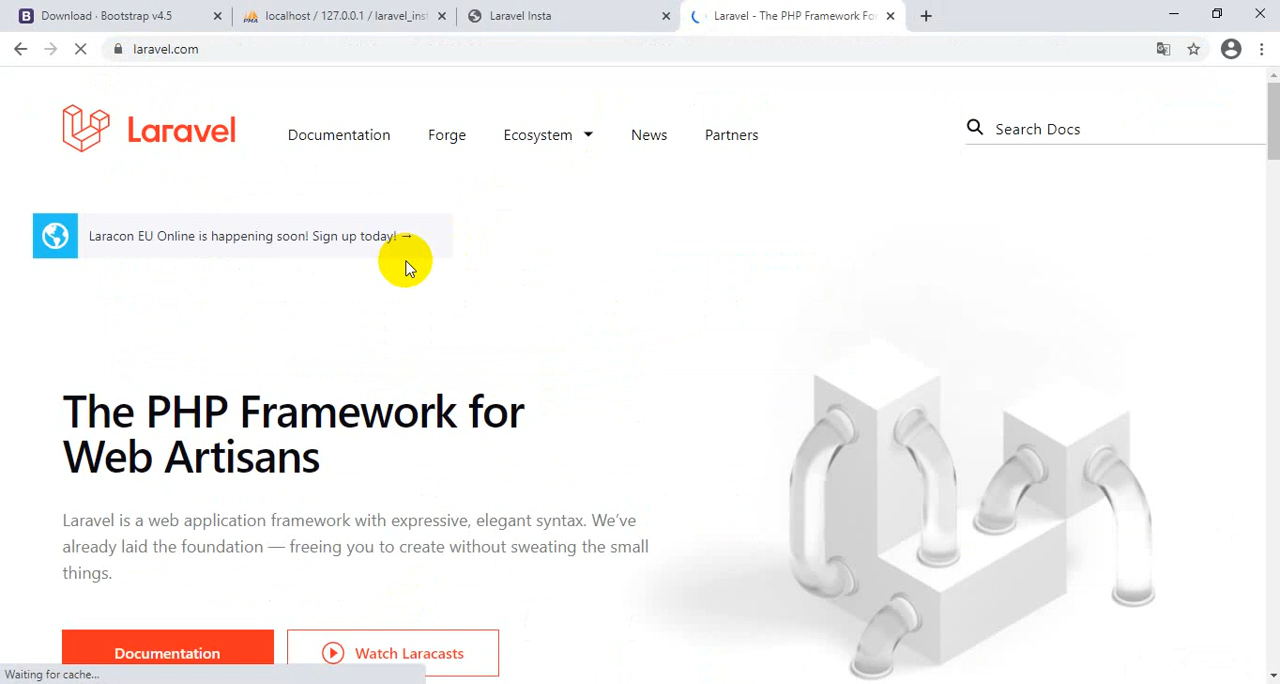 Download · Bootstrap v4.5
localhost / 127.0.0.1 / laravel_inst
Laravel Insta
Laravel - The PHP Framework For
laravel.com
Laravel
Documentation
Forge
Ecosystem
News
Partners
Search Docs
Laracon EU Online is happening soon! Sign up today! →
The PHP Framework for
Web Artisans
Laravel is a web application framework with expressive, elegant syntax. We’ve
already laid the foundation — freeing you to create without sweating the small
things.
Documentation
Watch Laracasts
Waiting for cache...